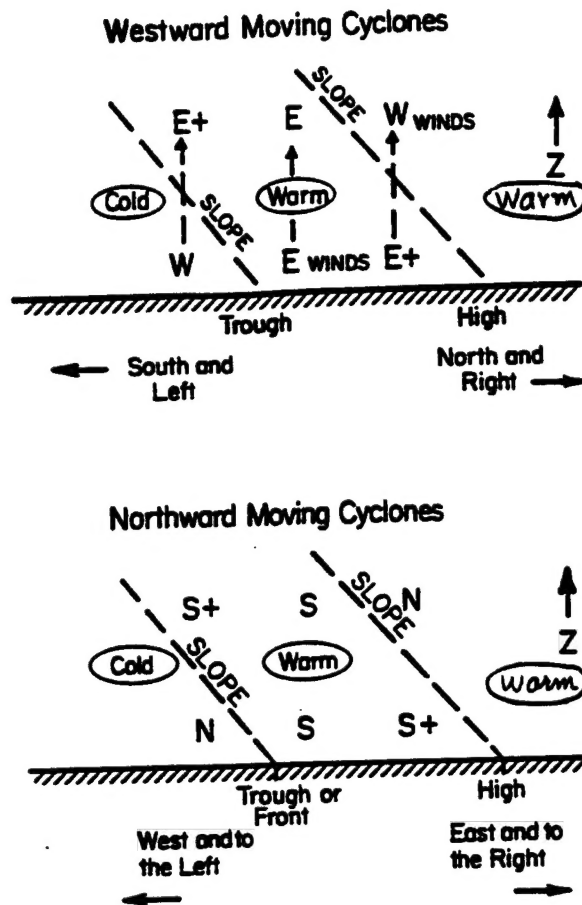 Westward Moving Cyclones
SLOPE
E+ E W WINDS
Z
Cold SLOPE Warm Warm
W E WINDS E+
Trough High
South and
Left
North and
Right
Northward Moving Cyclones
SLOPE
S+ S N
Z
Cold SLOPE Warm Warm
N S S+
Trough or
Front
High
West and to
the Left
East and to
the Right